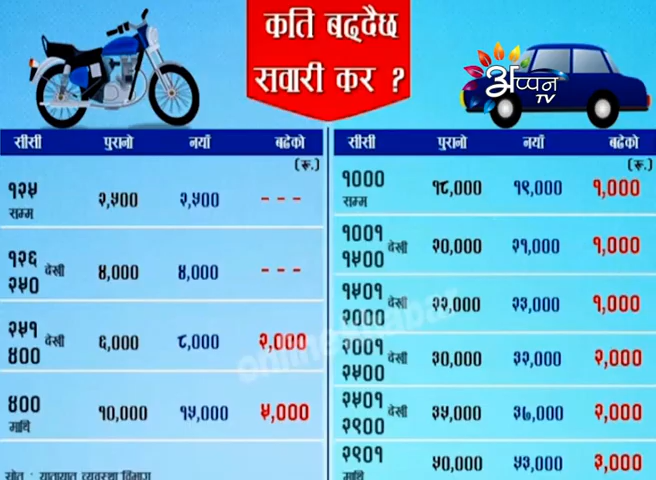 कति बढ्दैछ
सवारी कर ?
अप्पन
TV
सीसी पुरानो नयाँ बढेको
(रू.)
१२५ सम्म २,५०० २,५०० ---
१२६ देखी २५० ४,००० ४,००० ---
२५१ देखी ४०० ६,००० ८,००० २,०००
४०० माथि १०,००० १५,००० ५,०००
स्रोत : यातायात व्यवस्था विभाग
सीसी पुरानो नयाँ बढेको
(रू.)
१००० सम्म १८,००० १९,००० १,०००
१००१ देखी १५०० २०,००० २१,००० १,०००
१५०१ देखी २००० २२,००० २३,००० १,०००
२००१ देखी २५०० ३०,००० ३२,००० २,०००
२५०१ देखी २९०० ३५,००० ३७,००० २,०००
२९०१ माथि ५०,००० ५३,००० ३,०००